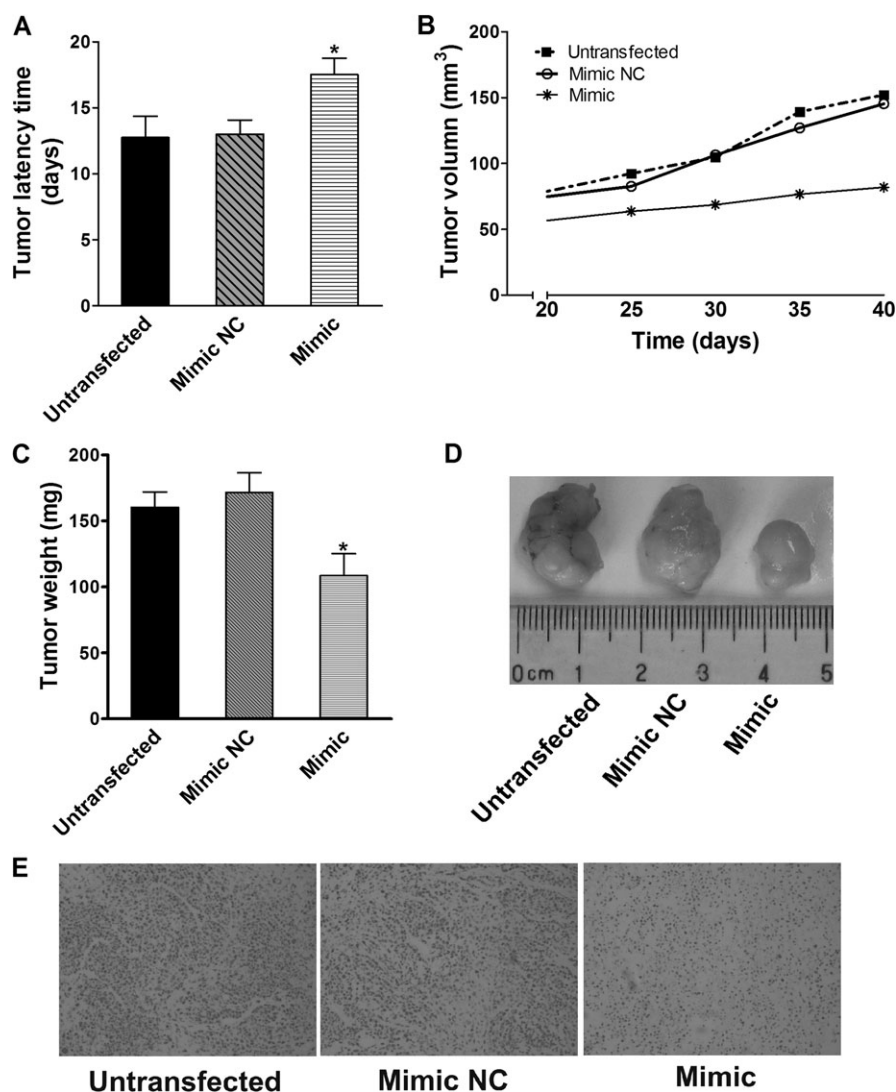 A
Tumor latency time
(days)
20
15
10
5
0
*
Untransfected
Mimic NC
Mimic
B
Tumor volumn (mm³)
200
150
100
50
0
Untransfected
Mimic NC
Mimic
20 25 30 35 40
Time (days)
C
Tumor weight (mg)
200
150
100
50
0
*
Untransfected
Mimic NC
Mimic
D
0cm 1 2 3 4 5
Untransfected
Mimic NC
Mimic
E
Untransfected Mimic NC Mimic